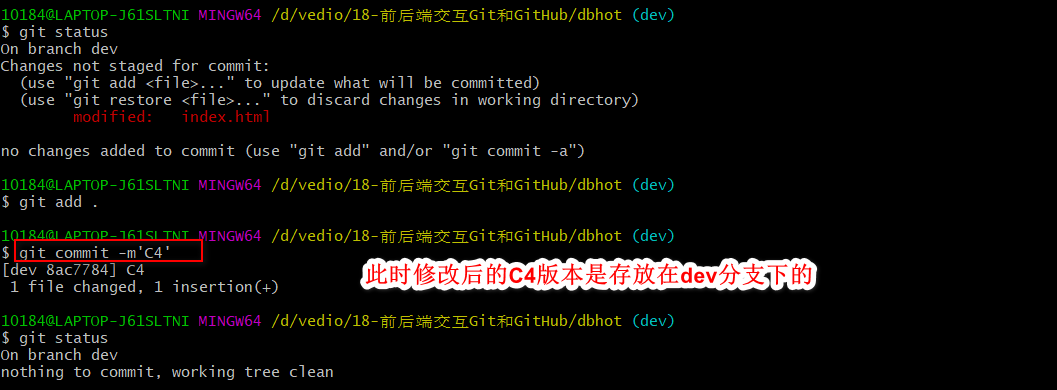 10184@LAPTOP-J61SLTNI MINGW64 /d/vedio/18-前后端交互Git和GitHub/dbhot (dev)
$ git status
On branch dev
Changes not staged for commit:
  (use "git add <file>..." to update what will be committed)
  (use "git restore <file>..." to discard changes in working directory)
        modified:   index.html

no changes added to commit (use "git add" and/or "git commit -a")

10184@LAPTOP-J61SLTNI MINGW64 /d/vedio/18-前后端交互Git和GitHub/dbhot (dev)
$ git add .

10184@LAPTOP-J61SLTNI MINGW64 /d/vedio/18-前后端交互Git和GitHub/dbhot (dev)
$ git commit -m'C4'
[dev 8ac7784] C4
 1 file changed, 1 insertion(+)
此时修改后的C4版本是存放在dev分支下的

10184@LAPTOP-J61SLTNI MINGW64 /d/vedio/18-前后端交互Git和GitHub/dbhot (dev)
$ git status
On branch dev
nothing to commit, working tree clean